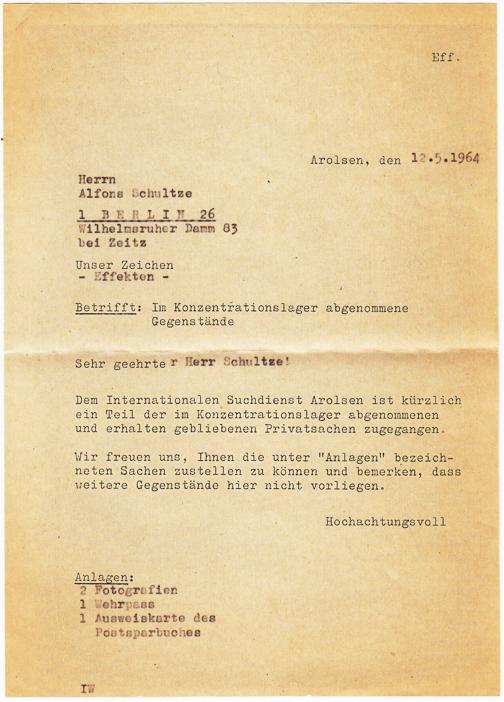 Eff.
Arolsen, den 12.5.1964
Herrn
Alfons Schultze
1 BERLIN 26
Wilhelmsruher Damm 83
bei Zeitz
Unser Zeichen
- Effekten -
Betrifft: Im Konzentrationslager abgenommene
Gegenstände
Sehr geehrter Herr Schultze!
Dem Internationalen Suchdienst Arolsen ist kürzlich
ein Teil der im Konzentrationslager abgenommenen
und erhalten gebliebenen Privatsachen zugegangen.
Wir freuen uns, Ihnen die unter "Anlagen" bezeich-
neten Sachen zustellen zu können und bemerken, dass
weitere Gegenstände hier nicht vorliegen.
Hochachtungsvoll
Anlagen:
2 Fotografien
1 Wehrpass
1 Ausweiskarte des
Postsparbuches
IW